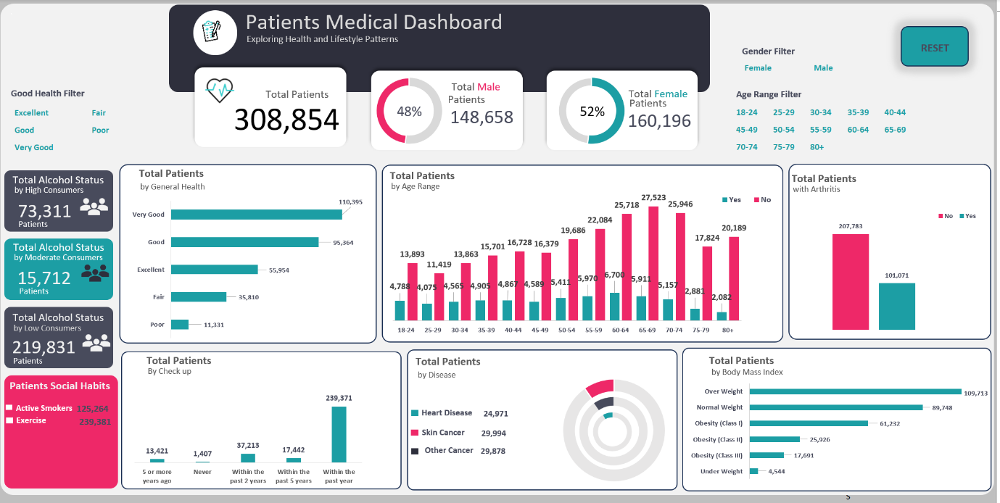 Patients Medical Dashboard
Exploring Health and Lifestyle Patterns
RESET
Gender Filter
Female Male
Good Health Filter
Excellent Fair
Good Poor
Very Good
Total Patients
308,854
48%
Total Male
Patients
148,658
52%
Total Female
Patients
160,196
Age Range Filter
18-24 25-29 30-34 35-39 40-44
45-49 50-54 55-59 60-64 65-69
70-74 75-79 80+
Total Alcohol Status
by High Consumers
73,311
Patients
Total Alcohol Status
by Moderate Consumers
15,712
Patients
Total Alcohol Status
by Low Consumers
219,831
Patients
Patients Social Habits
Active Smokers 125,264
Exercise 239,381
Total Patients
by General Health
Very Good 110,395
Good 95,364
Excellent 55,954
Fair 35,810
Poor 11,331
Total Patients
by Age Range
Yes No
13,893 11,419 13,863 15,701 16,728 16,379 19,686 22,084 25,718 27,523 25,946 17,824 20,189
4,788 4,075 4,565 4,905 4,867 4,589 5,411 5,970 6,700 5,911 5,157 2,881 2,082
18-24 25-29 30-34 35-39 40-44 45-49 50-54 55-59 60-64 65-69 70-74 75-79 80+
Total Patients
with Arthritis
No Yes
207,783
101,071
Total Patients
By Check up
13,421 1,407 37,213 17,442 239,371
5 or more Never Within the Within the Within the
years ago past 2 years past 5 years past year
Total Patients
by Disease
Heart Disease 24,971
Skin Cancer 29,994
Other Cancer 29,878
Total Patients
by Body Mass Index
Over Weight 109,713
Normal Weight 89,748
Obesity (Class I) 61,232
Obesity (Class II) 25,926
Obesity (Class III) 17,691
Under Weight 4,544
s